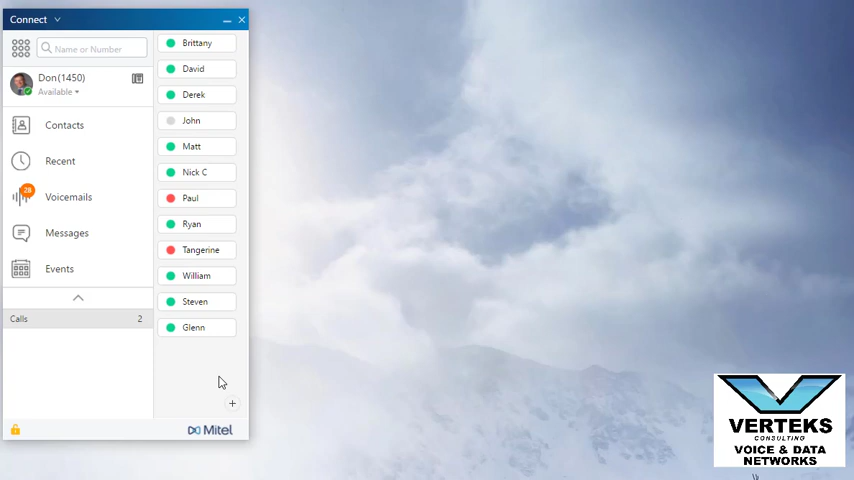 Connect
Name or Number
Don(1450)
Available
Contacts
Recent
28
Voicemails
Messages
Events
Calls 2
Brittany
David
Derek
John
Matt
Nick C
Paul
Ryan
Tangerine
William
Steven
Glenn
+
Mitel
VERTEKS
CONSULTING
VOICE & DATA
NETWORKS